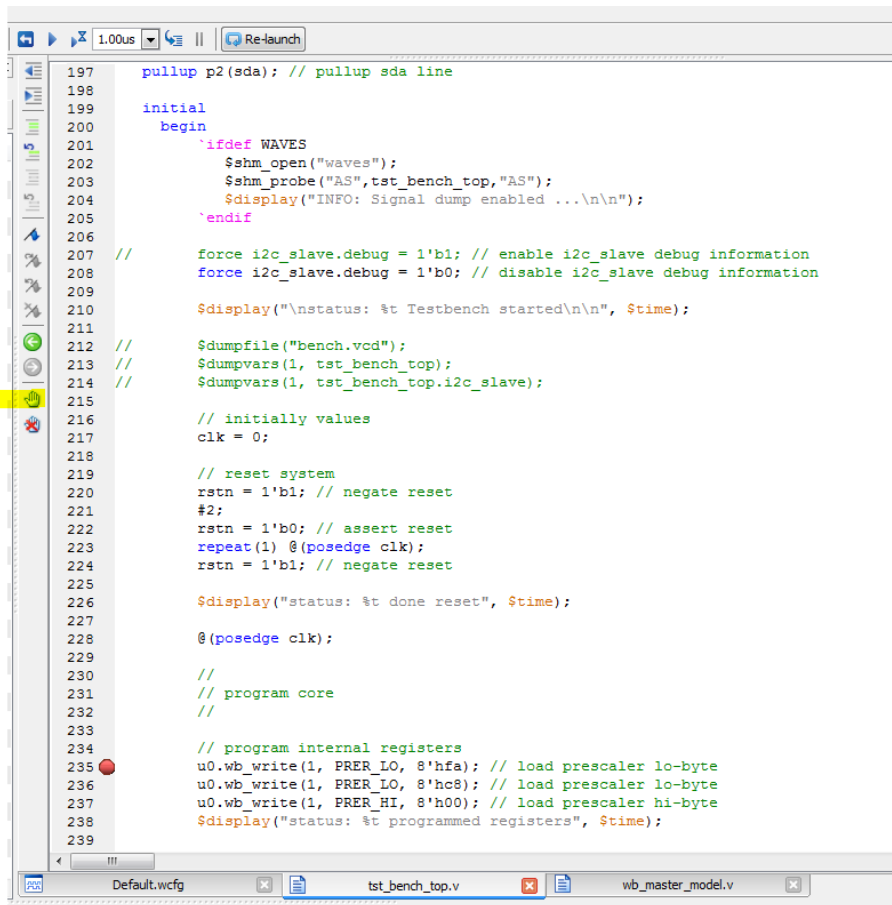 1.00us Re-launch
197 pullup p2(sda); // pullup sda line
198
199 initial
200 begin
201 `ifdef WAVES
202 $shm_open("waves");
203 $shm_probe("AS",tst_bench_top,"AS");
204 $display("INFO: Signal dump enabled ...\n\n");
205 `endif
206
207 // force i2c_slave.debug = 1'b1; // enable i2c_slave debug information
208 force i2c_slave.debug = 1'b0; // disable i2c_slave debug information
209
210 $display("\nstatus: %t Testbench started\n\n", $time);
211
212 // $dumpfile("bench.vcd");
213 // $dumpvars(1, tst_bench_top);
214 // $dumpvars(1, tst_bench_top.i2c_slave);
215
216 // initially values
217 clk = 0;
218
219 // reset system
220 rstn = 1'b1; // negate reset
221 #2;
222 rstn = 1'b0; // assert reset
223 repeat(1) @(posedge clk);
224 rstn = 1'b1; // negate reset
225
226 $display("status: %t done reset", $time);
227
228 @(posedge clk);
229
230 //
231 // program core
232 //
233
234 // program internal registers
235 u0.wb_write(1, PRER_LO, 8'hfa); // load prescaler lo-byte
236 u0.wb_write(1, PRER_LO, 8'hc8); // load prescaler lo-byte
237 u0.wb_write(1, PRER_HI, 8'h00); // load prescaler hi-byte
238 $display("status: %t programmed registers", $time);
239
Default.wcfg tst_bench_top.v wb_master_model.v